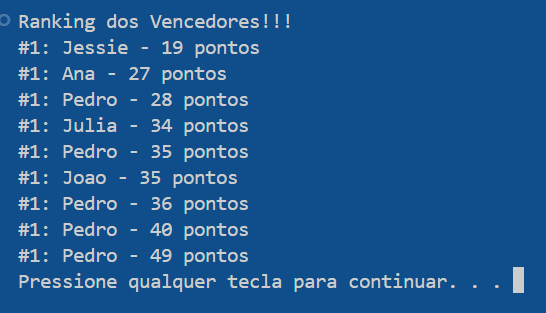 Ranking dos Vencedores!!!
#1: Jessie - 19 pontos
#1: Ana - 27 pontos
#1: Pedro - 28 pontos
#1: Julia - 34 pontos
#1: Pedro - 35 pontos
#1: Joao - 35 pontos
#1: Pedro - 36 pontos
#1: Pedro - 40 pontos
#1: Pedro - 49 pontos
Pressione qualquer tecla para continuar. . .